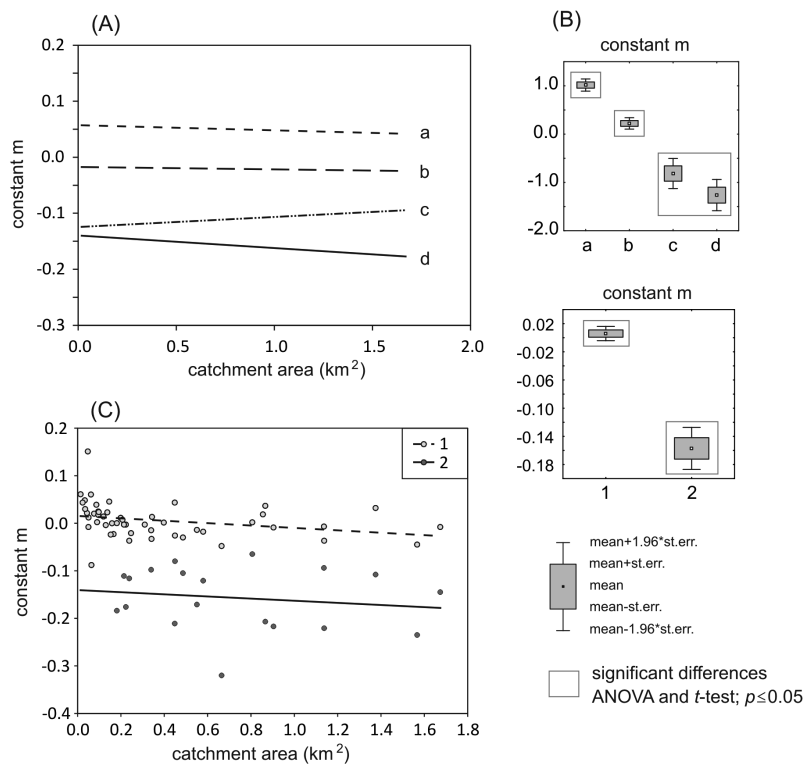 (A)
0.2
0.1
0.0
-0.1
-0.2
-0.3
constant m
a
b
c
d
0.0
0.5
1.0
1.5
2.0
catchment area (km²)
(B)
constant m
1.0
0.0
-1.0
-2.0
a
b
c
d
constant m
0.02
-0.02
-0.06
-0.10
-0.14
-0.18
1
2
mean+1.96*st.err.
mean+st.err.
mean
mean-st.err.
mean-1.96*st.err.
significant differences
ANOVA and t-test; p≤0.05
(C)
0.2
0.1
0.0
-0.1
-0.2
-0.3
-0.4
constant m
1
2
0.0
0.2
0.4
0.6
0.8
1.0
1.2
1.4
1.6
1.8
catchment area (km²)